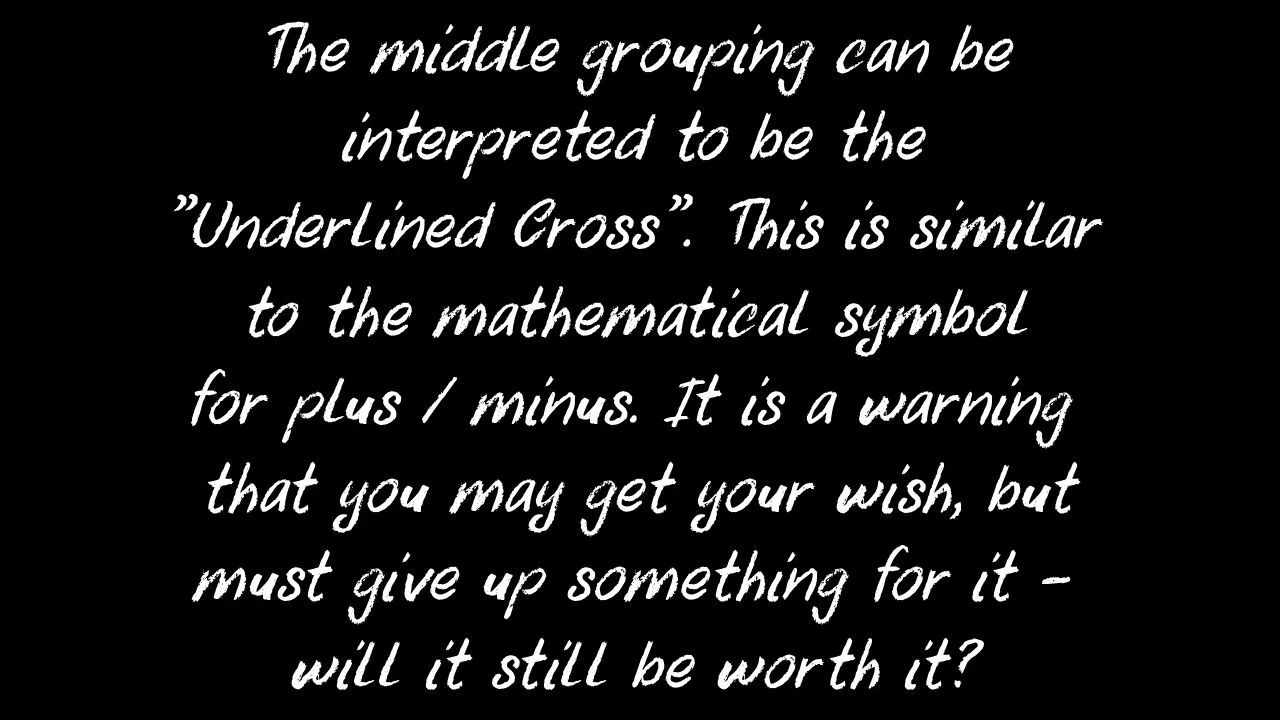 The middle grouping can be
interpreted to be the
”Underlined Cross”. This is similar
to the mathematical symbol
for plus / minus. It is a warning
that you may get your wish, but
must give up something for it -
will it still be worth it?